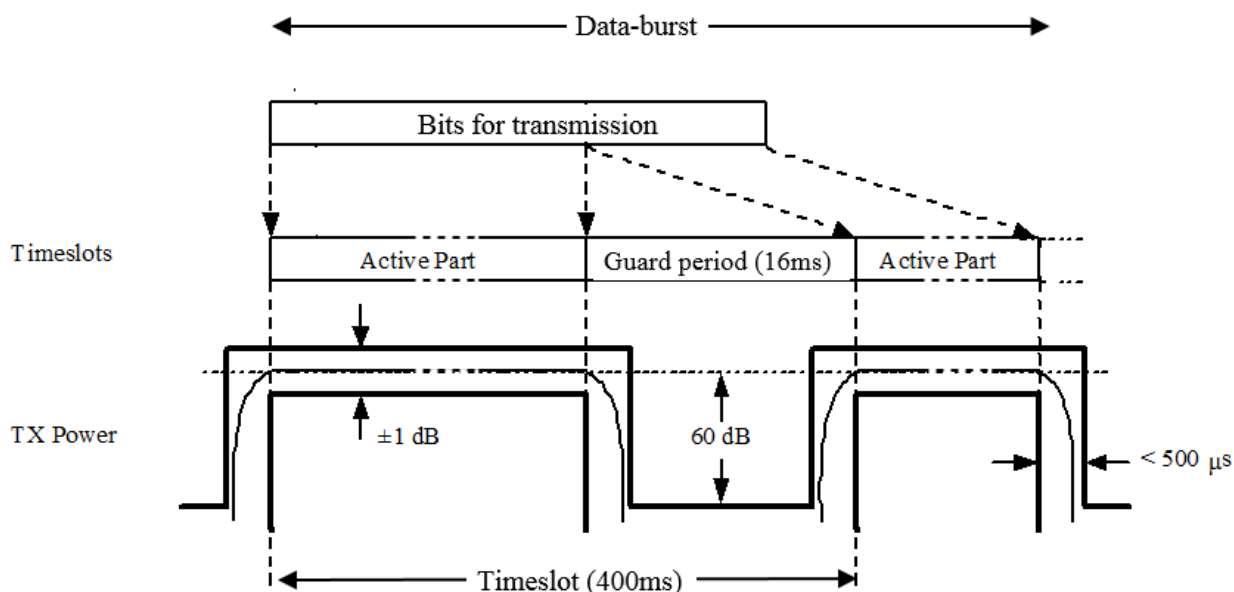 Data-burst
Bits for transmission
Timeslots
Active Part
Guard period (16ms)
Active Part
TX Power
±1 dB
60 dB
< 500 μs
Timeslot (400ms)